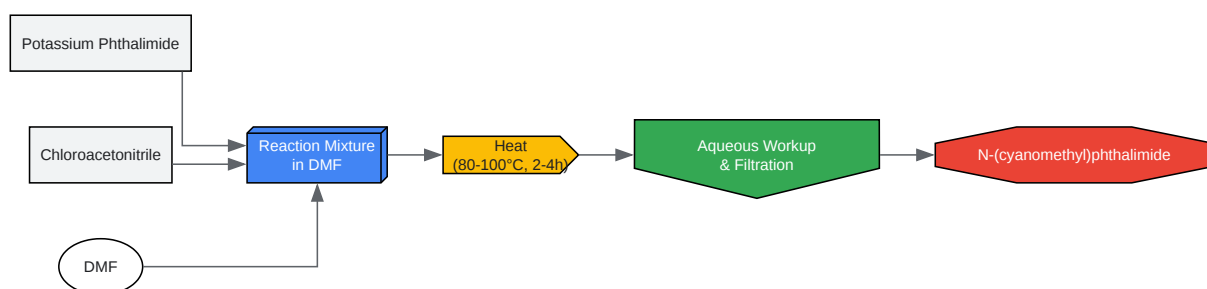 Potassium Phthalimide
Chloroacetonitrile
DMF
Reaction Mixture
in DMF
Heat
(80-100°C, 2-4h)
Aqueous Workup
& Filtration
N-(cyanomethyl)phthalimide